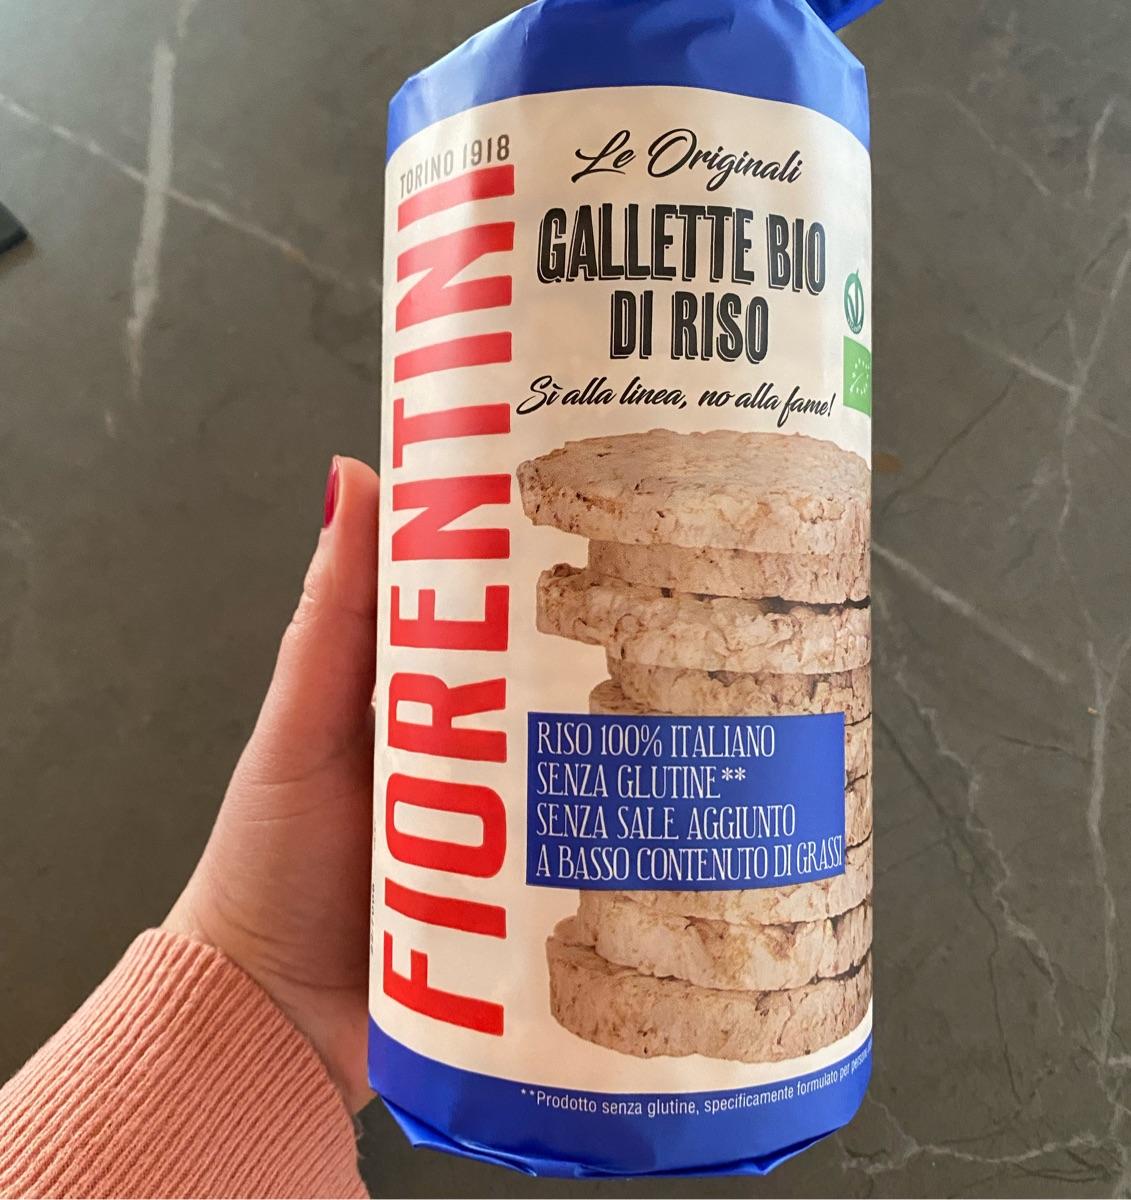 TORINO 1918
FIORENTINI
Le Originali
GALLETTE BIO
DI RISO
Sì alla linea, no alla fame!
RISO 100% ITALIANO
SENZA GLUTINE**
SENZA SALE AGGIUNTO
A BASSO CONTENUTO DI GRASSI
**Prodotto senza glutine, specificamente formulato per